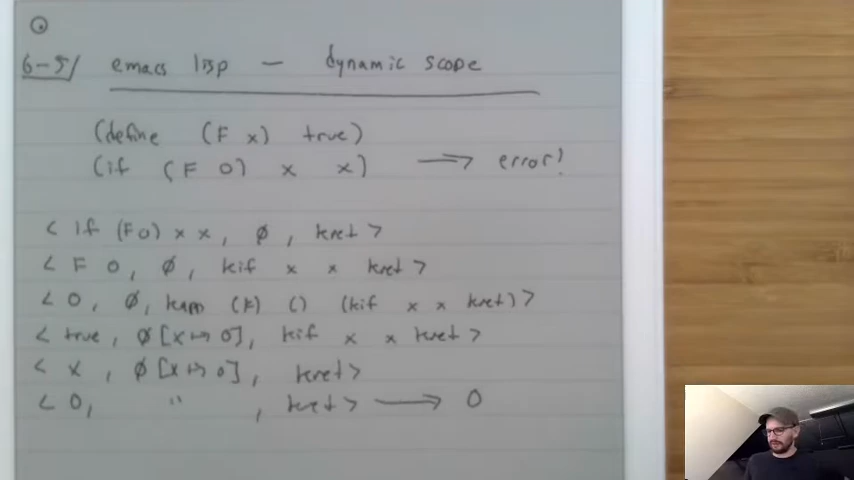 6-5/ emacs lisp — dynamic scope
(define (F x) true)
(if (F 0) x x) → error?
< if (F 0) x x, ∅, kret >
< F 0, ∅, kif x x kret >
< 0, ∅, kapp (F) () (kif x x kret) >
< true, ∅[x↦0], kif x x kret >
< x, ∅[x↦0], kret >
< 0, " , kret > → 0